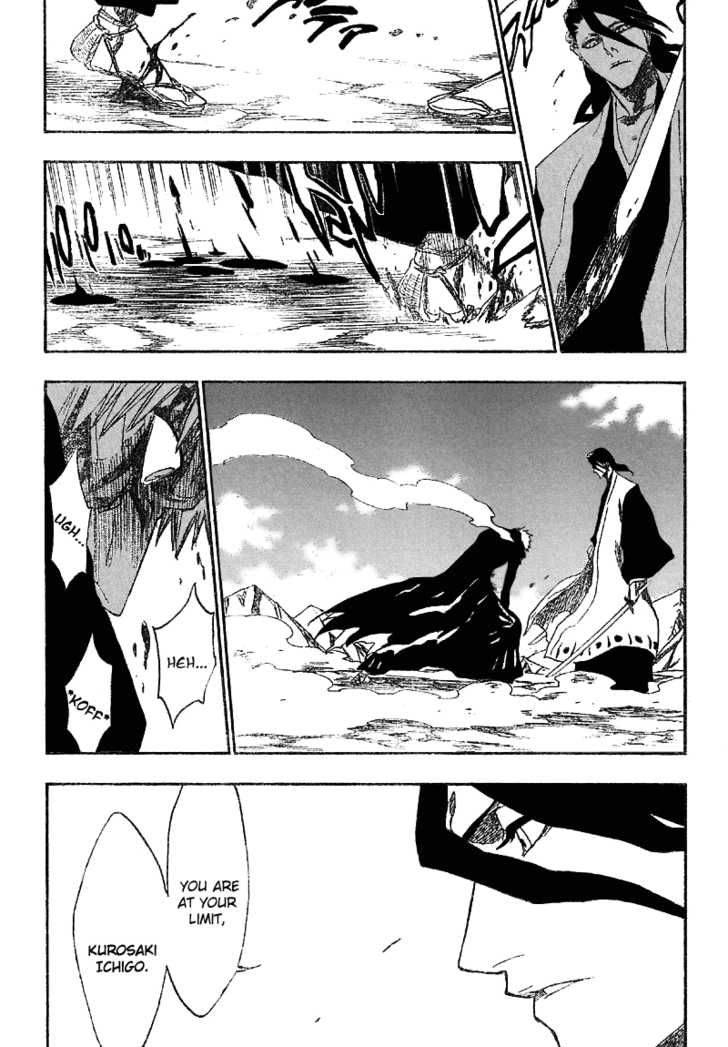 UGH...
*KOFF*
HEH...
YOU ARE
AT YOUR
LIMIT,
KUROSAKI
ICHIGO.